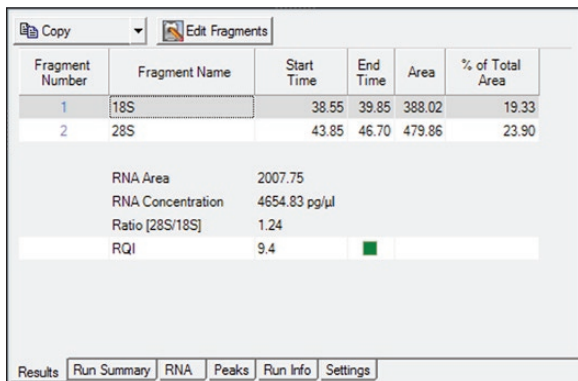 Copy Edit Fragments
Fragment Number Fragment Name Start Time End Time Area % of Total Area
1 18S 38.55 39.85 388.02 19.33
2 28S 43.85 46.70 479.86 23.90
RNA Area 2007.75
RNA Concentration 4654.83 pg/µl
Ratio [28S/18S] 1.24
RQI 9.4
Results Run Summary RNA Peaks Run Info Settings